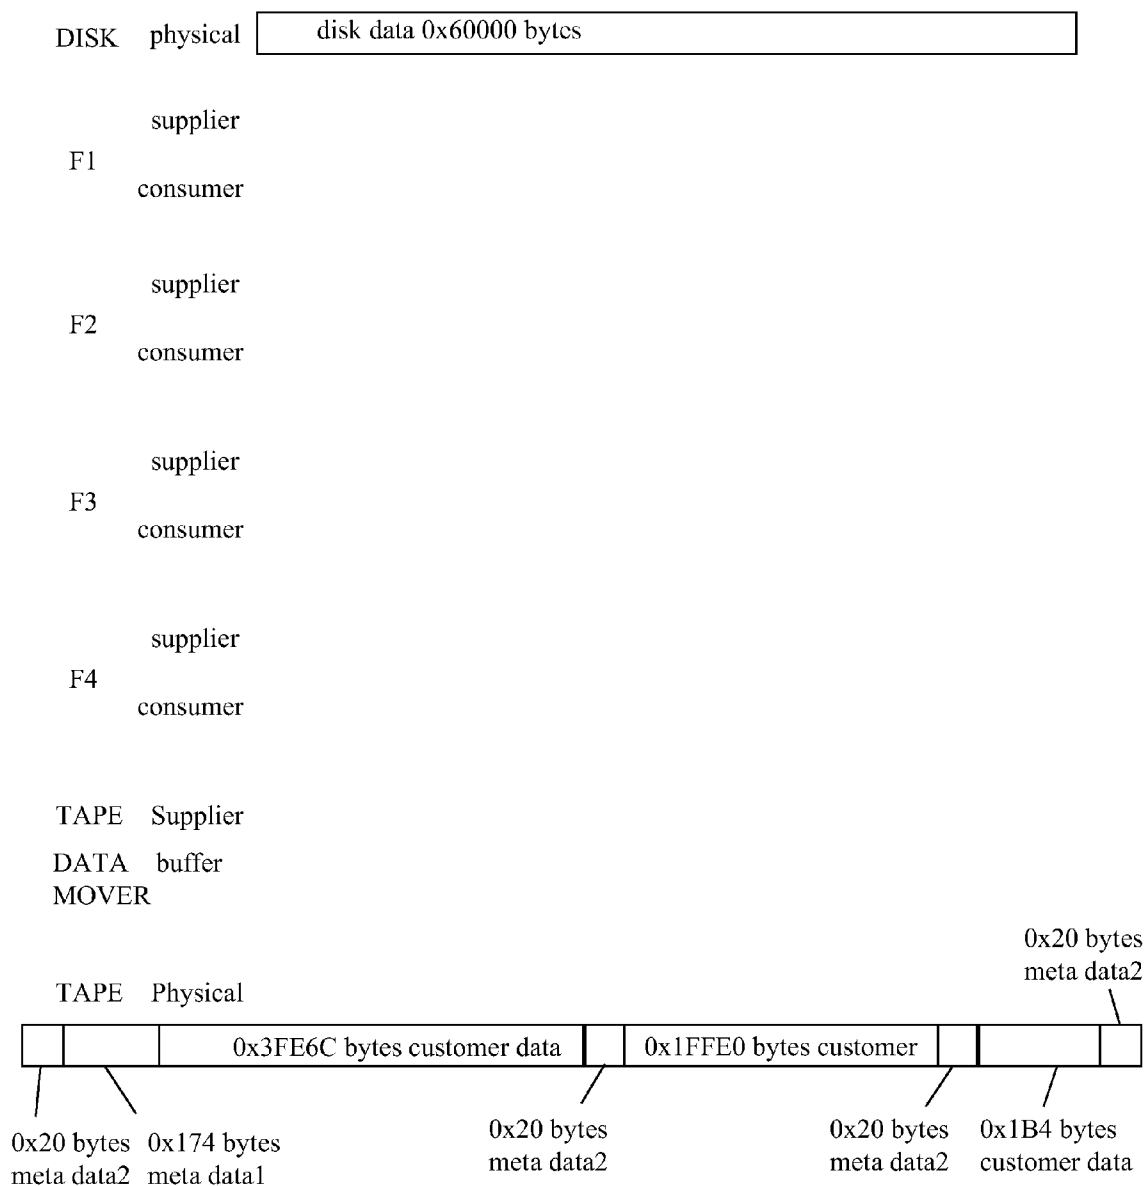 DISK physical disk data 0x60000 bytes
supplier
F1
consumer
supplier
F2
consumer
supplier
F3
consumer
supplier
F4
consumer
TAPE Supplier
DATA buffer
MOVER
0x20 bytes
meta data2
TAPE Physical
0x3FE6C bytes customer data
0x1FFE0 bytes customer
0x20 bytes
meta data2
0x174 bytes
meta data1
0x20 bytes
meta data2
0x20 bytes
meta data2
0x1B4 bytes
customer data